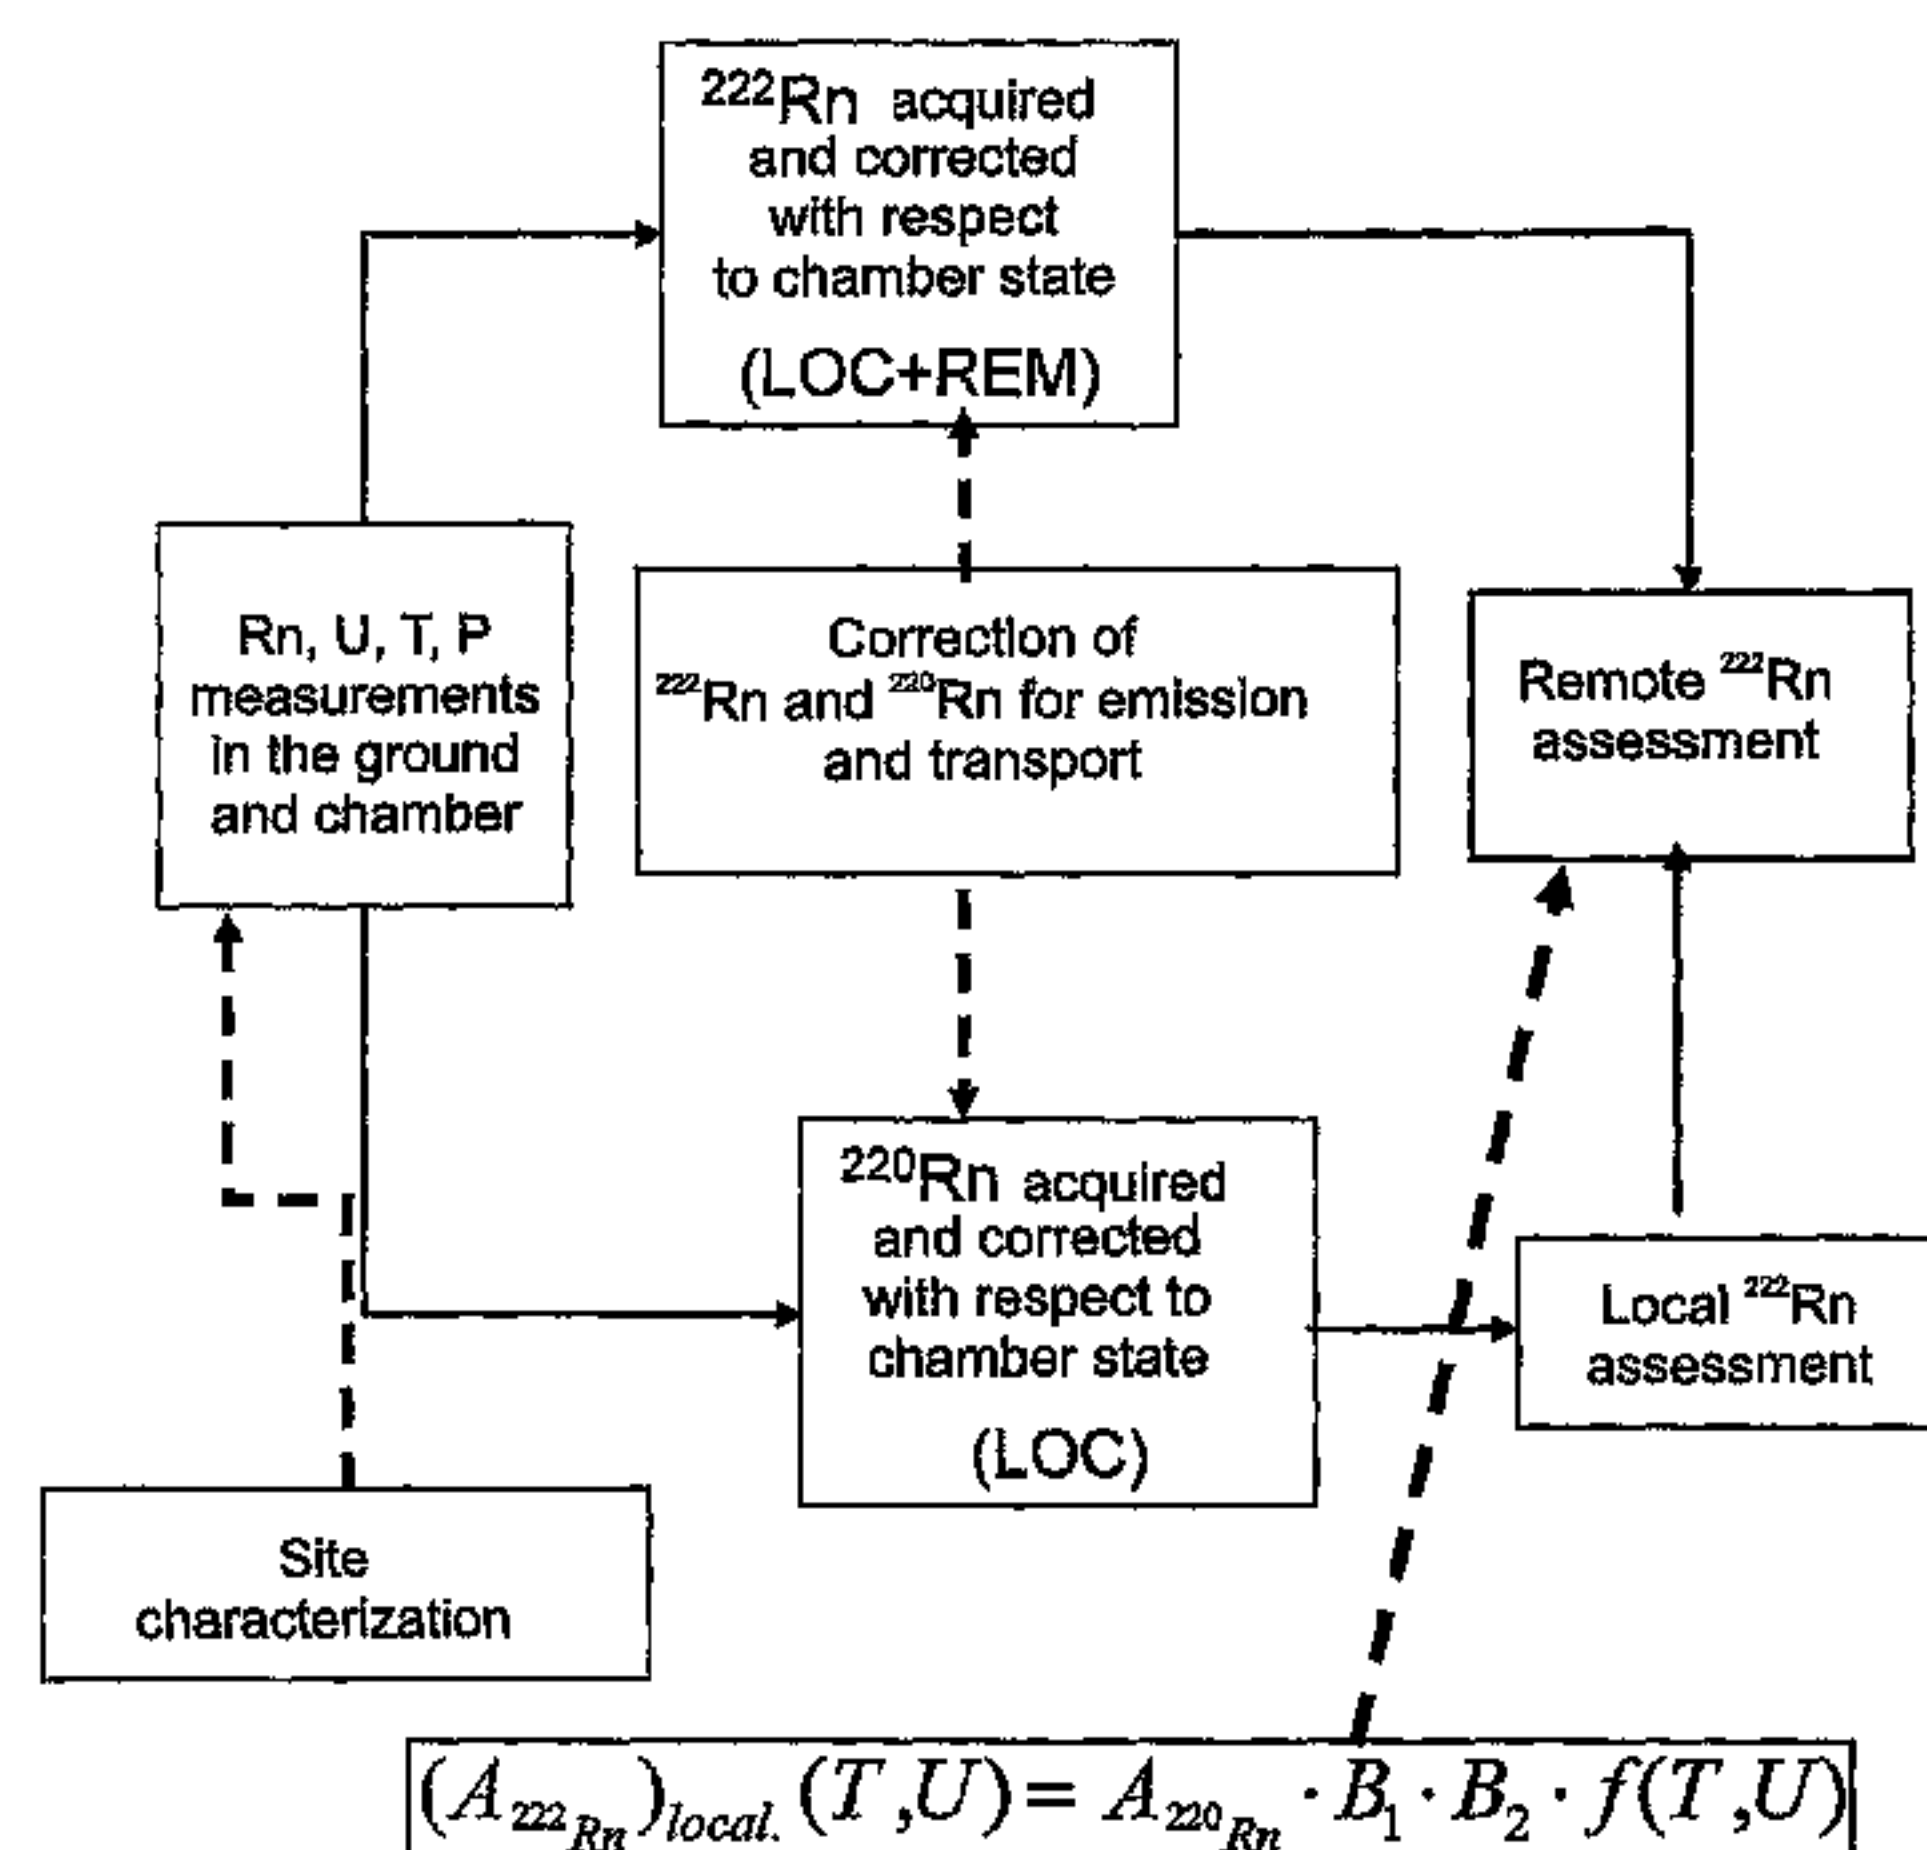 ²²²Rn acquired
and corrected
with respect
to chamber state
(LOC+REM)
Rn, U, T, P
measurements
in the ground
and chamber
Correction of
²²²Rn and ²²⁰Rn for emission
and transport
Remote ²²²Rn
assessment
²²⁰Rn acquired
and corrected
with respect to
chamber state
(LOC)
Local ²²²Rn
assessment
Site
characterization
(A₂₂₂Rn)local. (T,U) = A₂₂₀Rn · B₁ · B₂ · f(T,U)